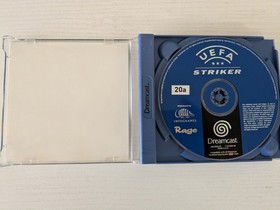 Dreamcast
UEFA
STRIKER
20a
INFOGRAMES
Rage
Dreamcast